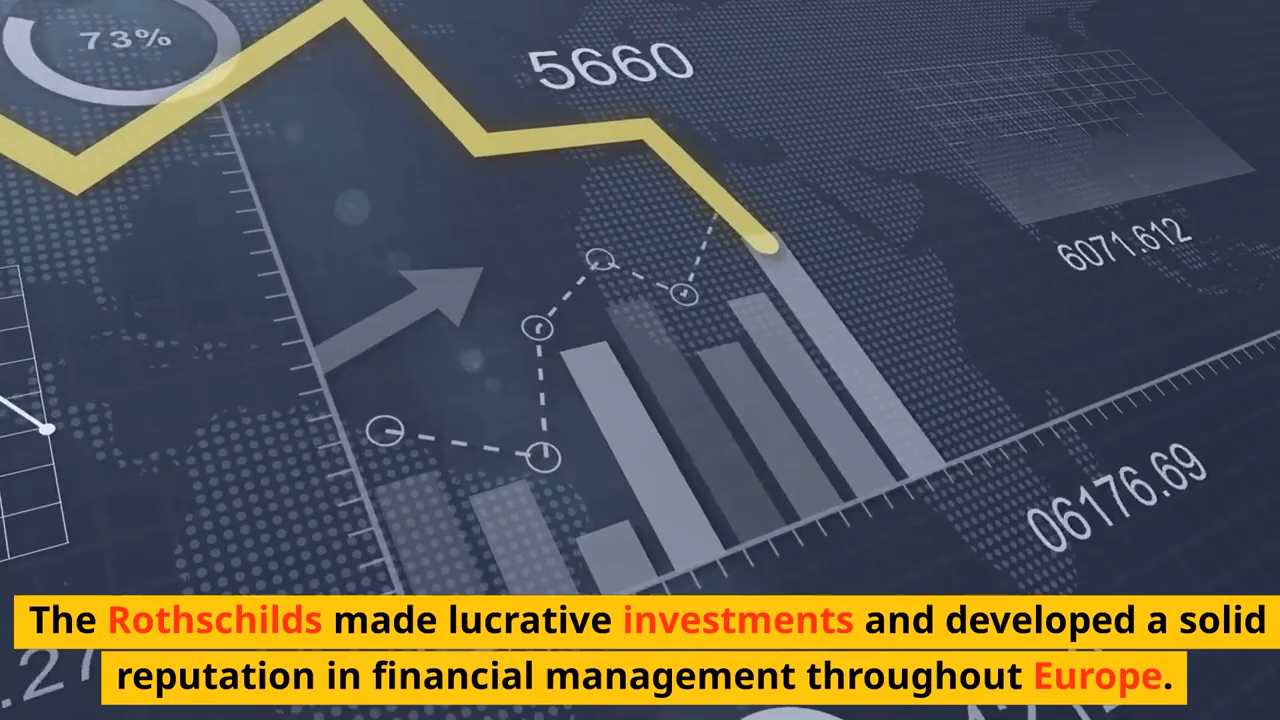 73%
5660
6071.612
06176.69
The Rothschilds made lucrative investments and developed a solid
reputation in financial management throughout Europe.
.27